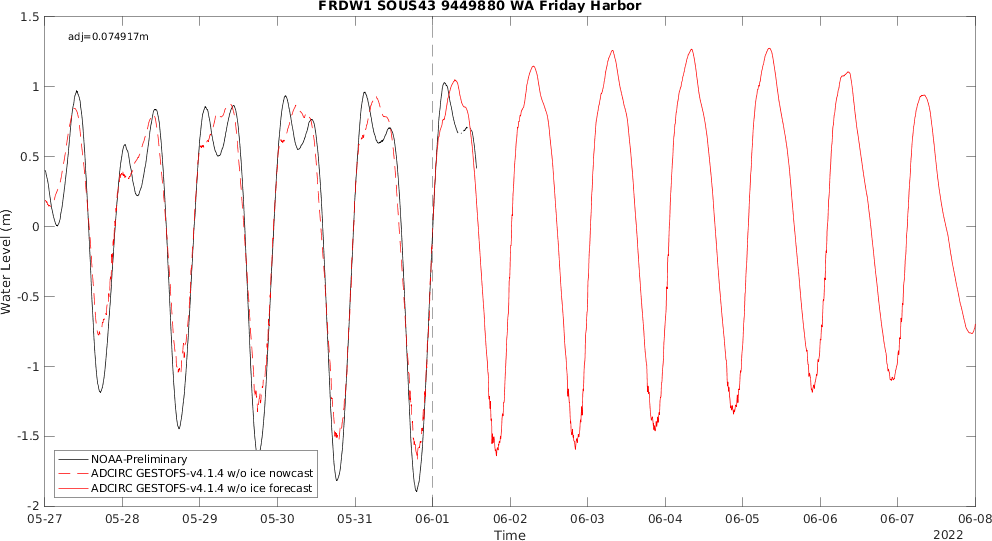 FRDW1 SOUS43 9449880 WA Friday Harbor
adj=0.074917m
1.5
1
0.5
0
-0.5
-1
-1.5
-2
Water Level (m)
NOAA-Preliminary
ADCIRC GESTOFS-v4.1.4 w/o ice nowcast
ADCIRC GESTOFS-v4.1.4 w/o ice forecast
05-27 05-28 05-29 05-30 05-31 06-01 06-02 06-03 06-04 06-05 06-06 06-07 06-08
Time
2022